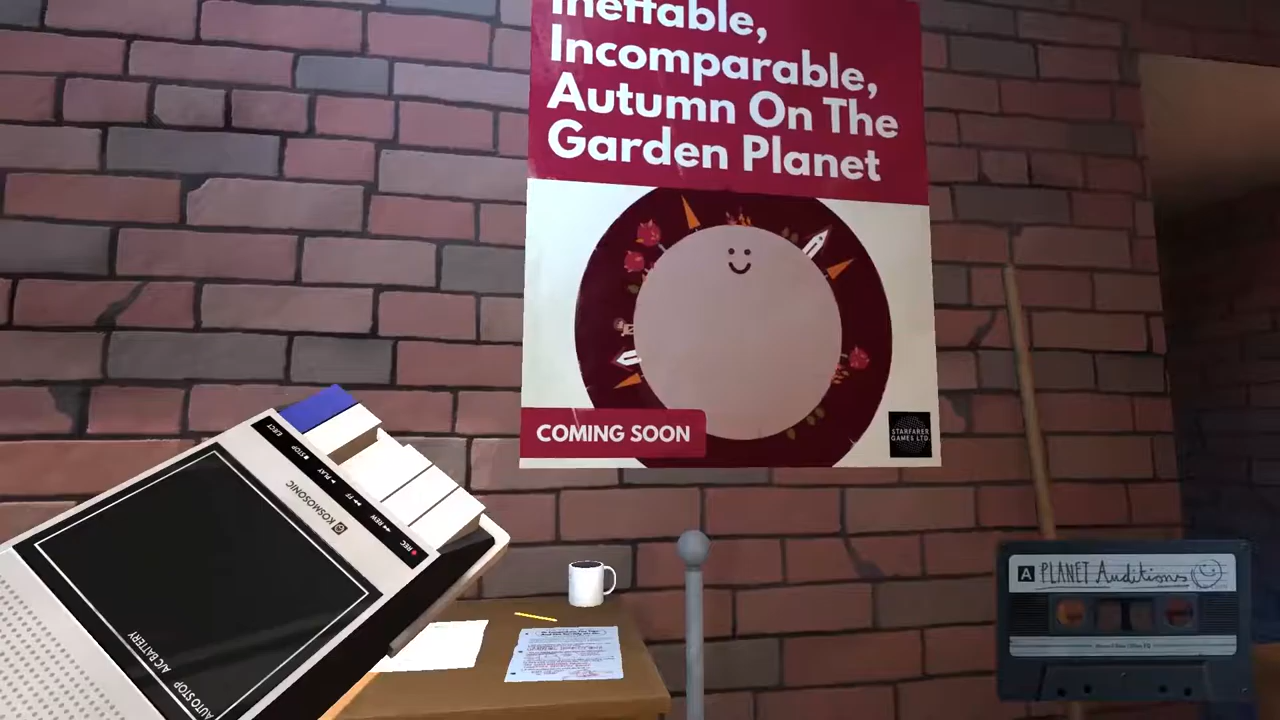 Ineffable,
Incomparable,
Autumn On The
Garden Planet
COMING SOON
STARFARER
GAMES LTD.
EJECT
STOP
PLAY
FF
REW
REC
KOSMOSONIC
A/C BATTERY
AUTO STOP
A PLANET Auditions